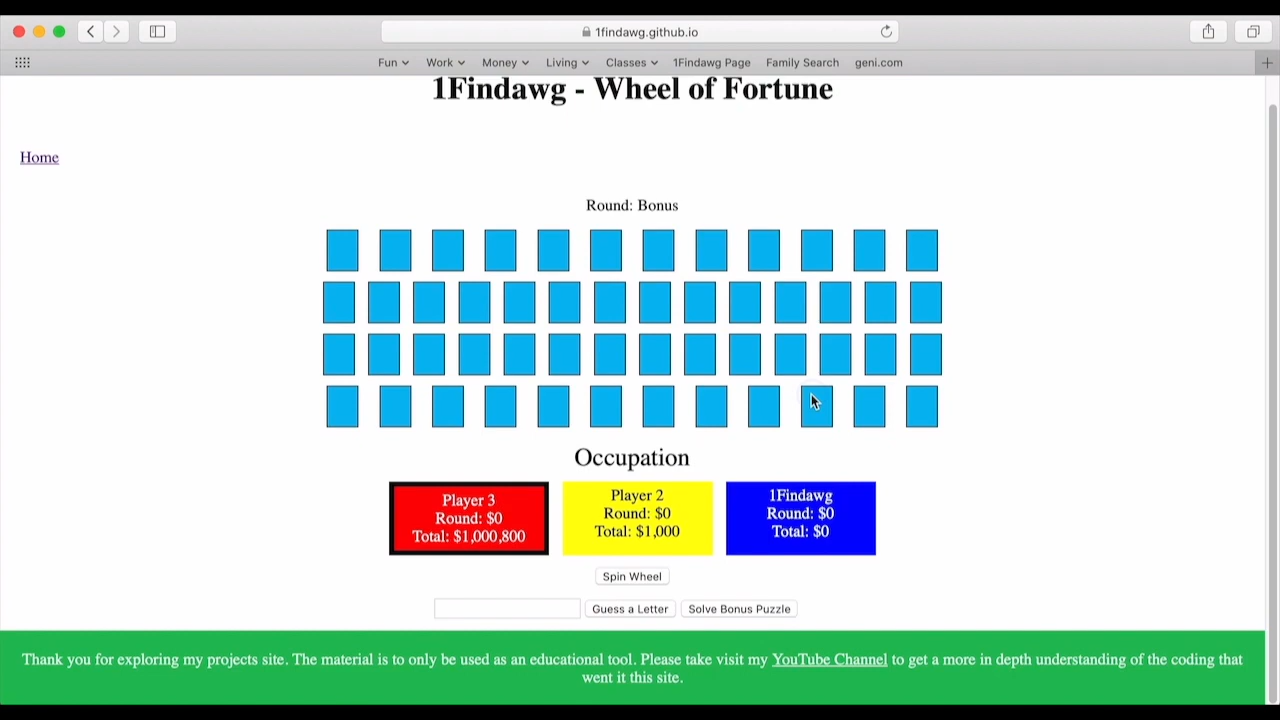 1findawg.github.io
Fun Work Money Living Classes 1Findawg Page Family Search geni.com
1Findawg - Wheel of Fortune
Home
Round: Bonus
Occupation
Player 3
Round: $0
Total: $1,000,800
Player 2
Round: $0
Total: $1,000
1Findawg
Round: $0
Total: $0
Spin Wheel
Guess a Letter Solve Bonus Puzzle
Thank you for exploring my projects site. The material is to only be used as an educational tool. Please take visit my YouTube Channel to get a more in depth understanding of the coding that
went it this site.